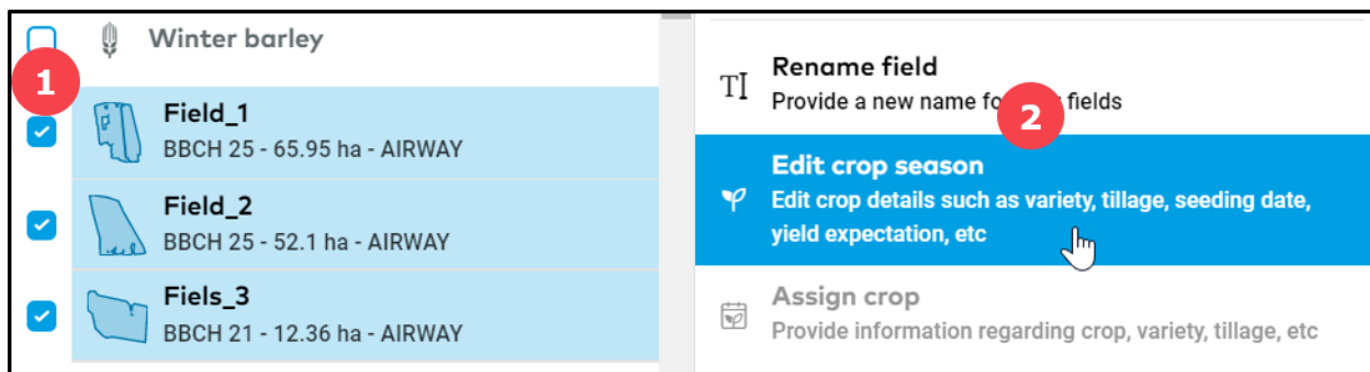 Winter barley
1
Field_1
BBCH 25 - 65.95 ha - AIRWAY
Field_2
BBCH 25 - 52.1 ha - AIRWAY
Fiels_3
BBCH 21 - 12.36 ha - AIRWAY
TI
Rename field
Provide a new name fo fields
2
Edit crop season
Edit crop details such as variety, tillage, seeding date,
yield expectation, etc
Assign crop
Provide information regarding crop, variety, tillage, etc